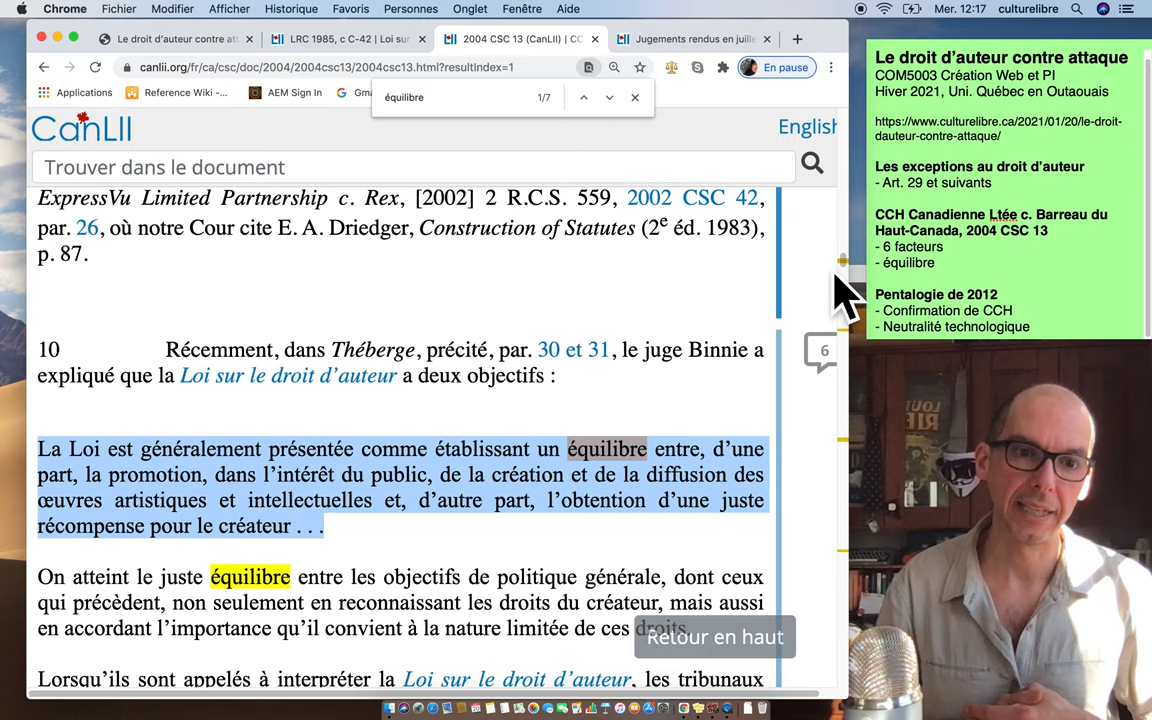 Chrome Fichier Modifier Afficher Historique Favoris Personnes Onglet Fenêtre Aide Mer. 12:17 culturelibre
Le droit d'auteur contre att LRC 1985, c C-42 | Loi sur 2004 CSC 13 (CanLII) | CC Jugements rendus en juille
canlii.org/fr/ca/csc/doc/2004/2004csc13/2004csc13.html?resultIndex=1 En pause
Applications Reference Wiki -... AEM Sign In Gma
équilibre 1/7
CanLII
English
Trouver dans le document
ExpressVu Limited Partnership c. Rex, [2002] 2 R.C.S. 559, 2002 CSC 42,
par. 26, où notre Cour cite E. A. Driedger, Construction of Statutes (2e éd. 1983),
p. 87.
10 Récemment, dans Théberge, précité, par. 30 et 31, le juge Binnie a
expliqué que la Loi sur le droit d'auteur a deux objectifs :
6
La Loi est généralement présentée comme établissant un équilibre entre, d'une
part, la promotion, dans l'intérêt du public, de la création et de la diffusion des
œuvres artistiques et intellectuelles et, d'autre part, l'obtention d'une juste
récompense pour le créateur . . .
On atteint le juste équilibre entre les objectifs de politique générale, dont ceux
qui précèdent, non seulement en reconnaissant les droits du créateur, mais aussi
en accordant l'importance qu'il convient à la nature limitée de ces droits.
Retour en haut
Lorsqu'ils sont appelés à interpréter la Loi sur le droit d'auteur, les tribunaux
Le droit d'auteur contre attaque
COM5003 Création Web et PI
Hiver 2021, Uni. Québec en Outaouais
https://www.culturelibre.ca/2021/01/20/le-droit-
dauteur-contre-attaque/
Les exceptions au droit d'auteur
- Art. 29 et suivants
CCH Canadienne Ltée c. Barreau du
Haut-Canada, 2004 CSC 13
- 6 facteurs
- équilibre
Pentalogie de 2012
- Confirmation de CCH
- Neutralité technologique